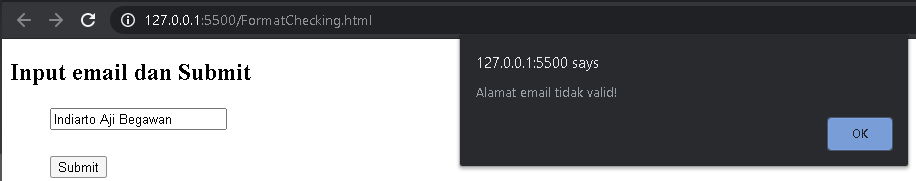 127.0.0.1:5500/FormatChecking.html
Input email dan Submit
Indiarto Aji Begawan
Submit
127.0.0.1:5500 says
Alamat email tidak valid!
OK